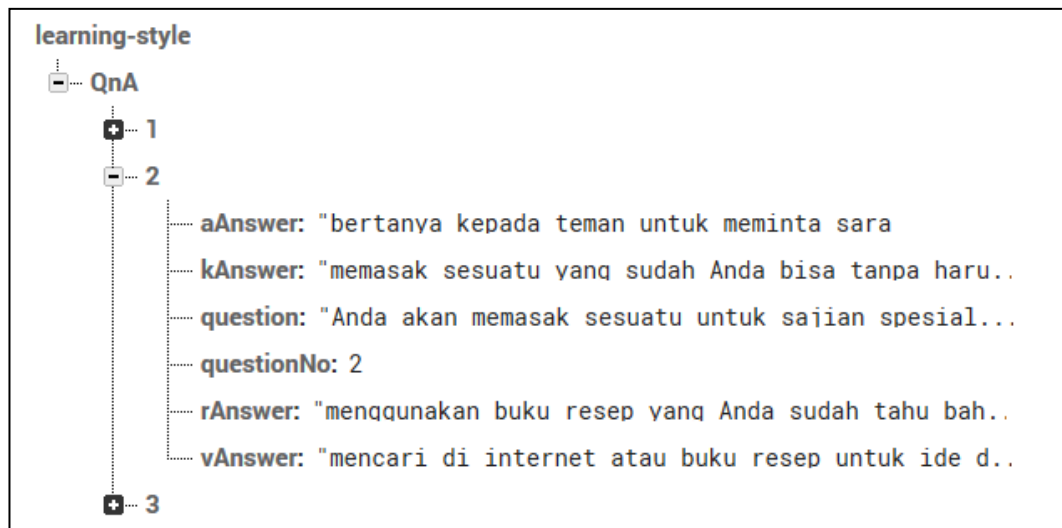 learning-style
QnA
1
2
aAnswer: "bertanya kepada teman untuk meminta sara
kAnswer: "memasak sesuatu yang sudah Anda bisa tanpa haru..
question: "Anda akan memasak sesuatu untuk sajian spesial...
questionNo: 2
rAnswer: "menggunakan buku resep yang Anda sudah tahu bah..
vAnswer: "mencari di internet atau buku resep untuk ide d..
3